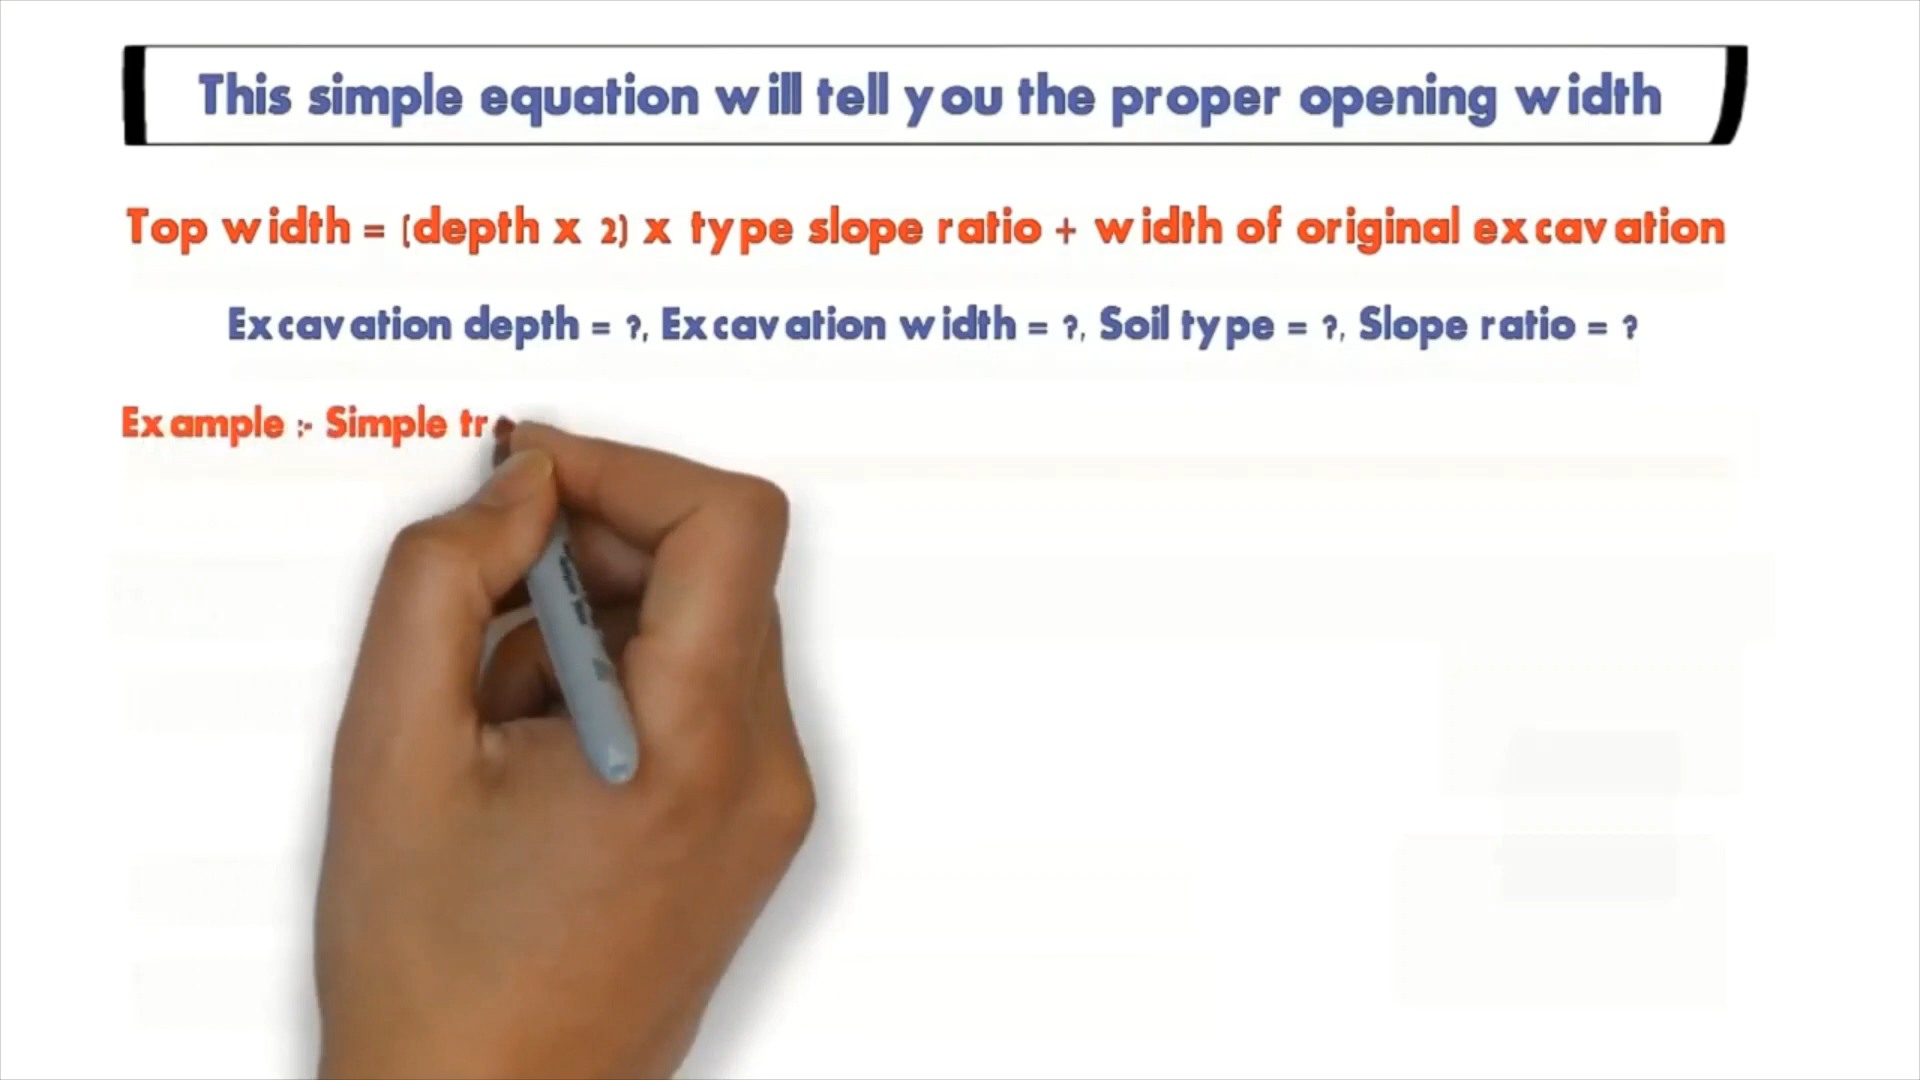 This simple equation will tell you the proper opening width
Top width = (depth x 2) x type slope ratio + width of original excavation
Excavation depth = ?, Excavation width = ?, Soil type = ?, Slope ratio = ?
Example :- Simple tr